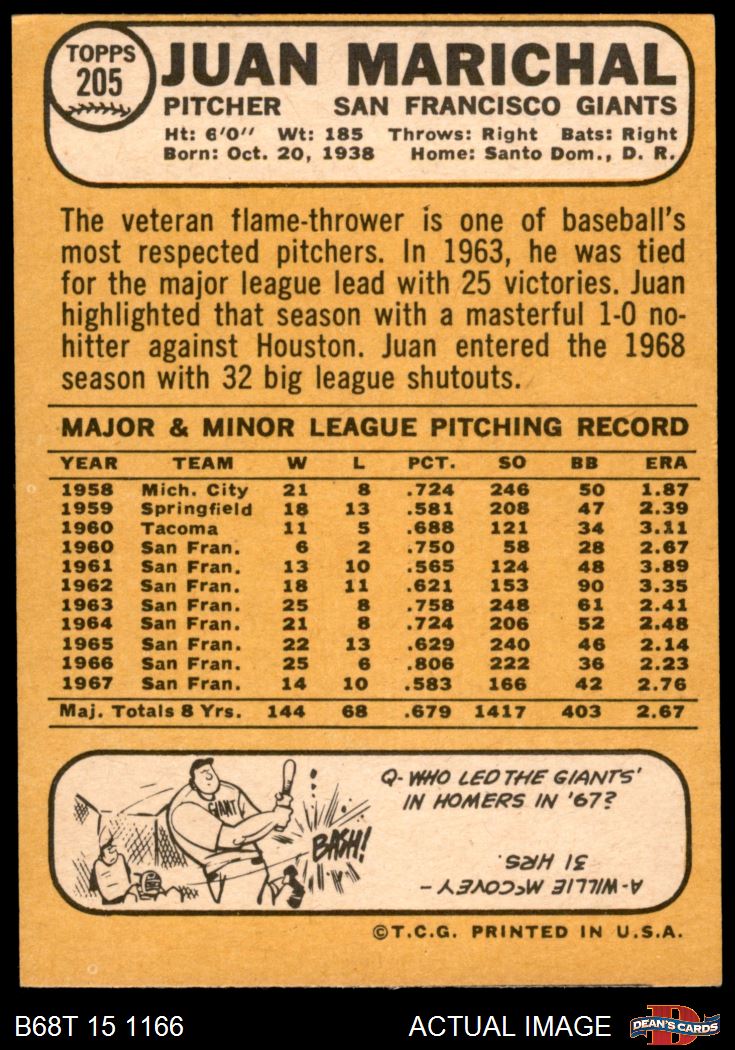 TOPPS
205
JUAN MARICHAL
PITCHER SAN FRANCISCO GIANTS
Ht: 6'0" Wt: 185 Throws: Right Bats: Right
Born: Oct. 20, 1938 Home: Santo Dom., D. R.
The veteran flame-thrower is one of baseball's
most respected pitchers. In 1963, he was tied
for the major league lead with 25 victories. Juan
highlighted that season with a masterful 1-0 no-
hitter against Houston. Juan entered the 1968
season with 32 big league shutouts.
MAJOR & MINOR LEAGUE PITCHING RECORD
YEAR TEAM W L PCT. SO BB ERA
1958 Mich. City 21 8 .724 246 50 1.87
1959 Springfield 18 13 .581 208 47 2.39
1960 Tacoma 11 5 .688 121 34 3.11
1960 San Fran. 6 2 .750 58 28 2.67
1961 San Fran. 13 10 .565 124 48 3.89
1962 San Fran. 18 11 .621 153 90 3.35
1963 San Fran. 25 8 .758 248 61 2.41
1964 San Fran. 21 8 .724 206 52 2.48
1965 San Fran. 22 13 .629 240 46 2.14
1966 San Fran. 25 6 .806 222 36 2.23
1967 San Fran. 14 10 .583 166 42 2.76
Maj. Totals 8 Yrs. 144 68 .679 1417 403 2.67
GIANT
BASH!
Q-WHO LED THE GIANTS'
IN HOMERS IN '67?
A-WILLIE McCOVEY -
31 HRS.
©T.C.G. PRINTED IN U.S.A.
B68T 15 1166
ACTUAL IMAGE
D
DEAN'S CARDS